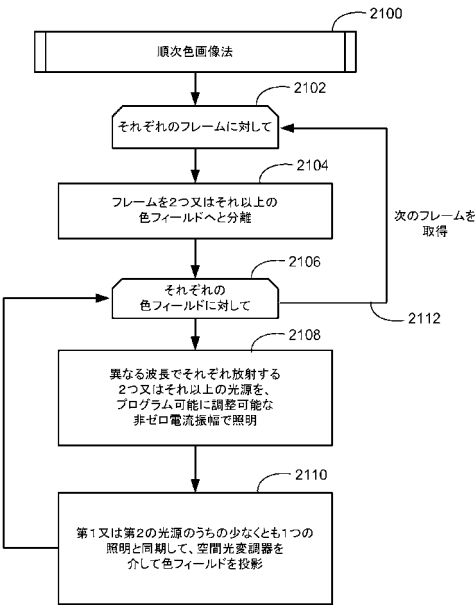 2100
順次色画像法
2102
それぞれのフレームに対して
2104
フレームを2つ又はそれ以上の
色フィールドへと分離
次のフレームを
取得
2106
それぞれの
色フィールドに対して
2112
2108
異なる波長でそれぞれ放射する
2つ又はそれ以上の光源を、
プログラム可能に調整可能な
非ゼロ電流振幅で照明
2110
第1又は第2の光源のうちの少なくとも1つの
照明と同期して、空間光変調器を
介して色フィールドを投影